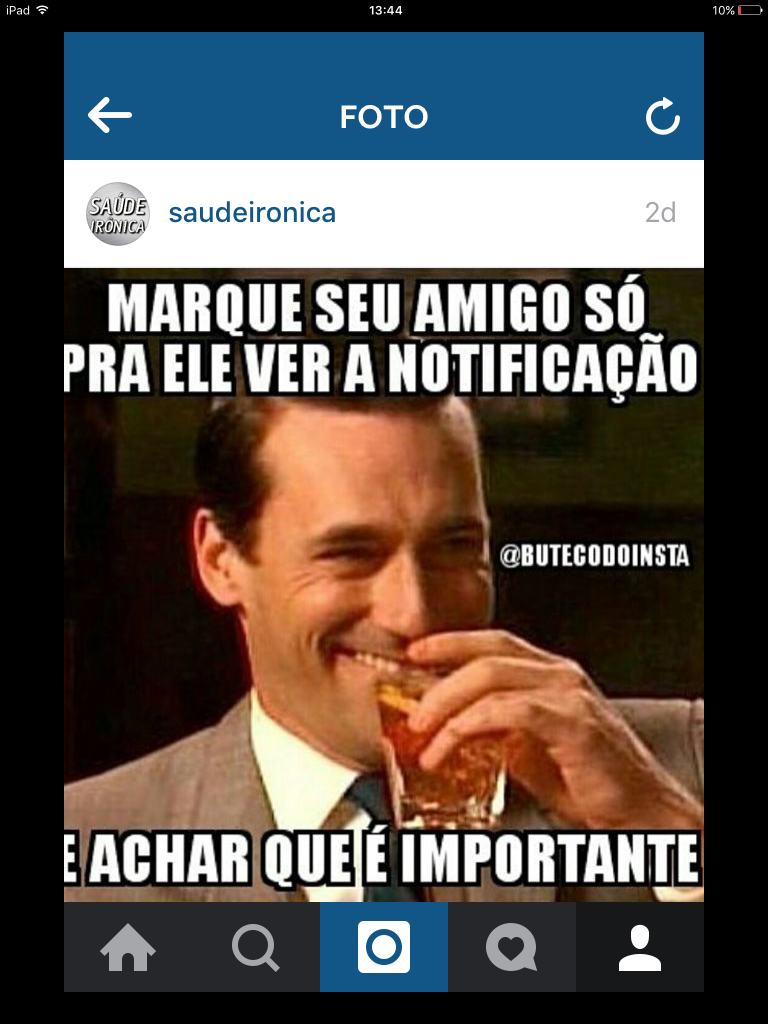 iPad 13:44 10%
FOTO
SAÚDE
IRÔNICA
saudeironica 2d
MARQUE SEU AMIGO SÓ
PRA ELE VER A NOTIFICAÇÃO
@BUTECODOINSTA
E ACHAR QUE É IMPORTANTE